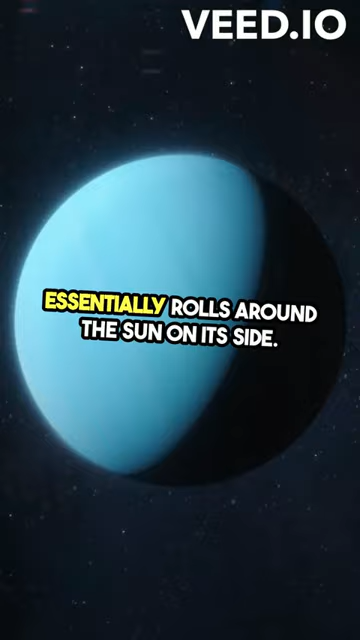 VEED.IO
ESSENTIALLY ROLLS AROUND
THE SUN ON ITS SIDE.